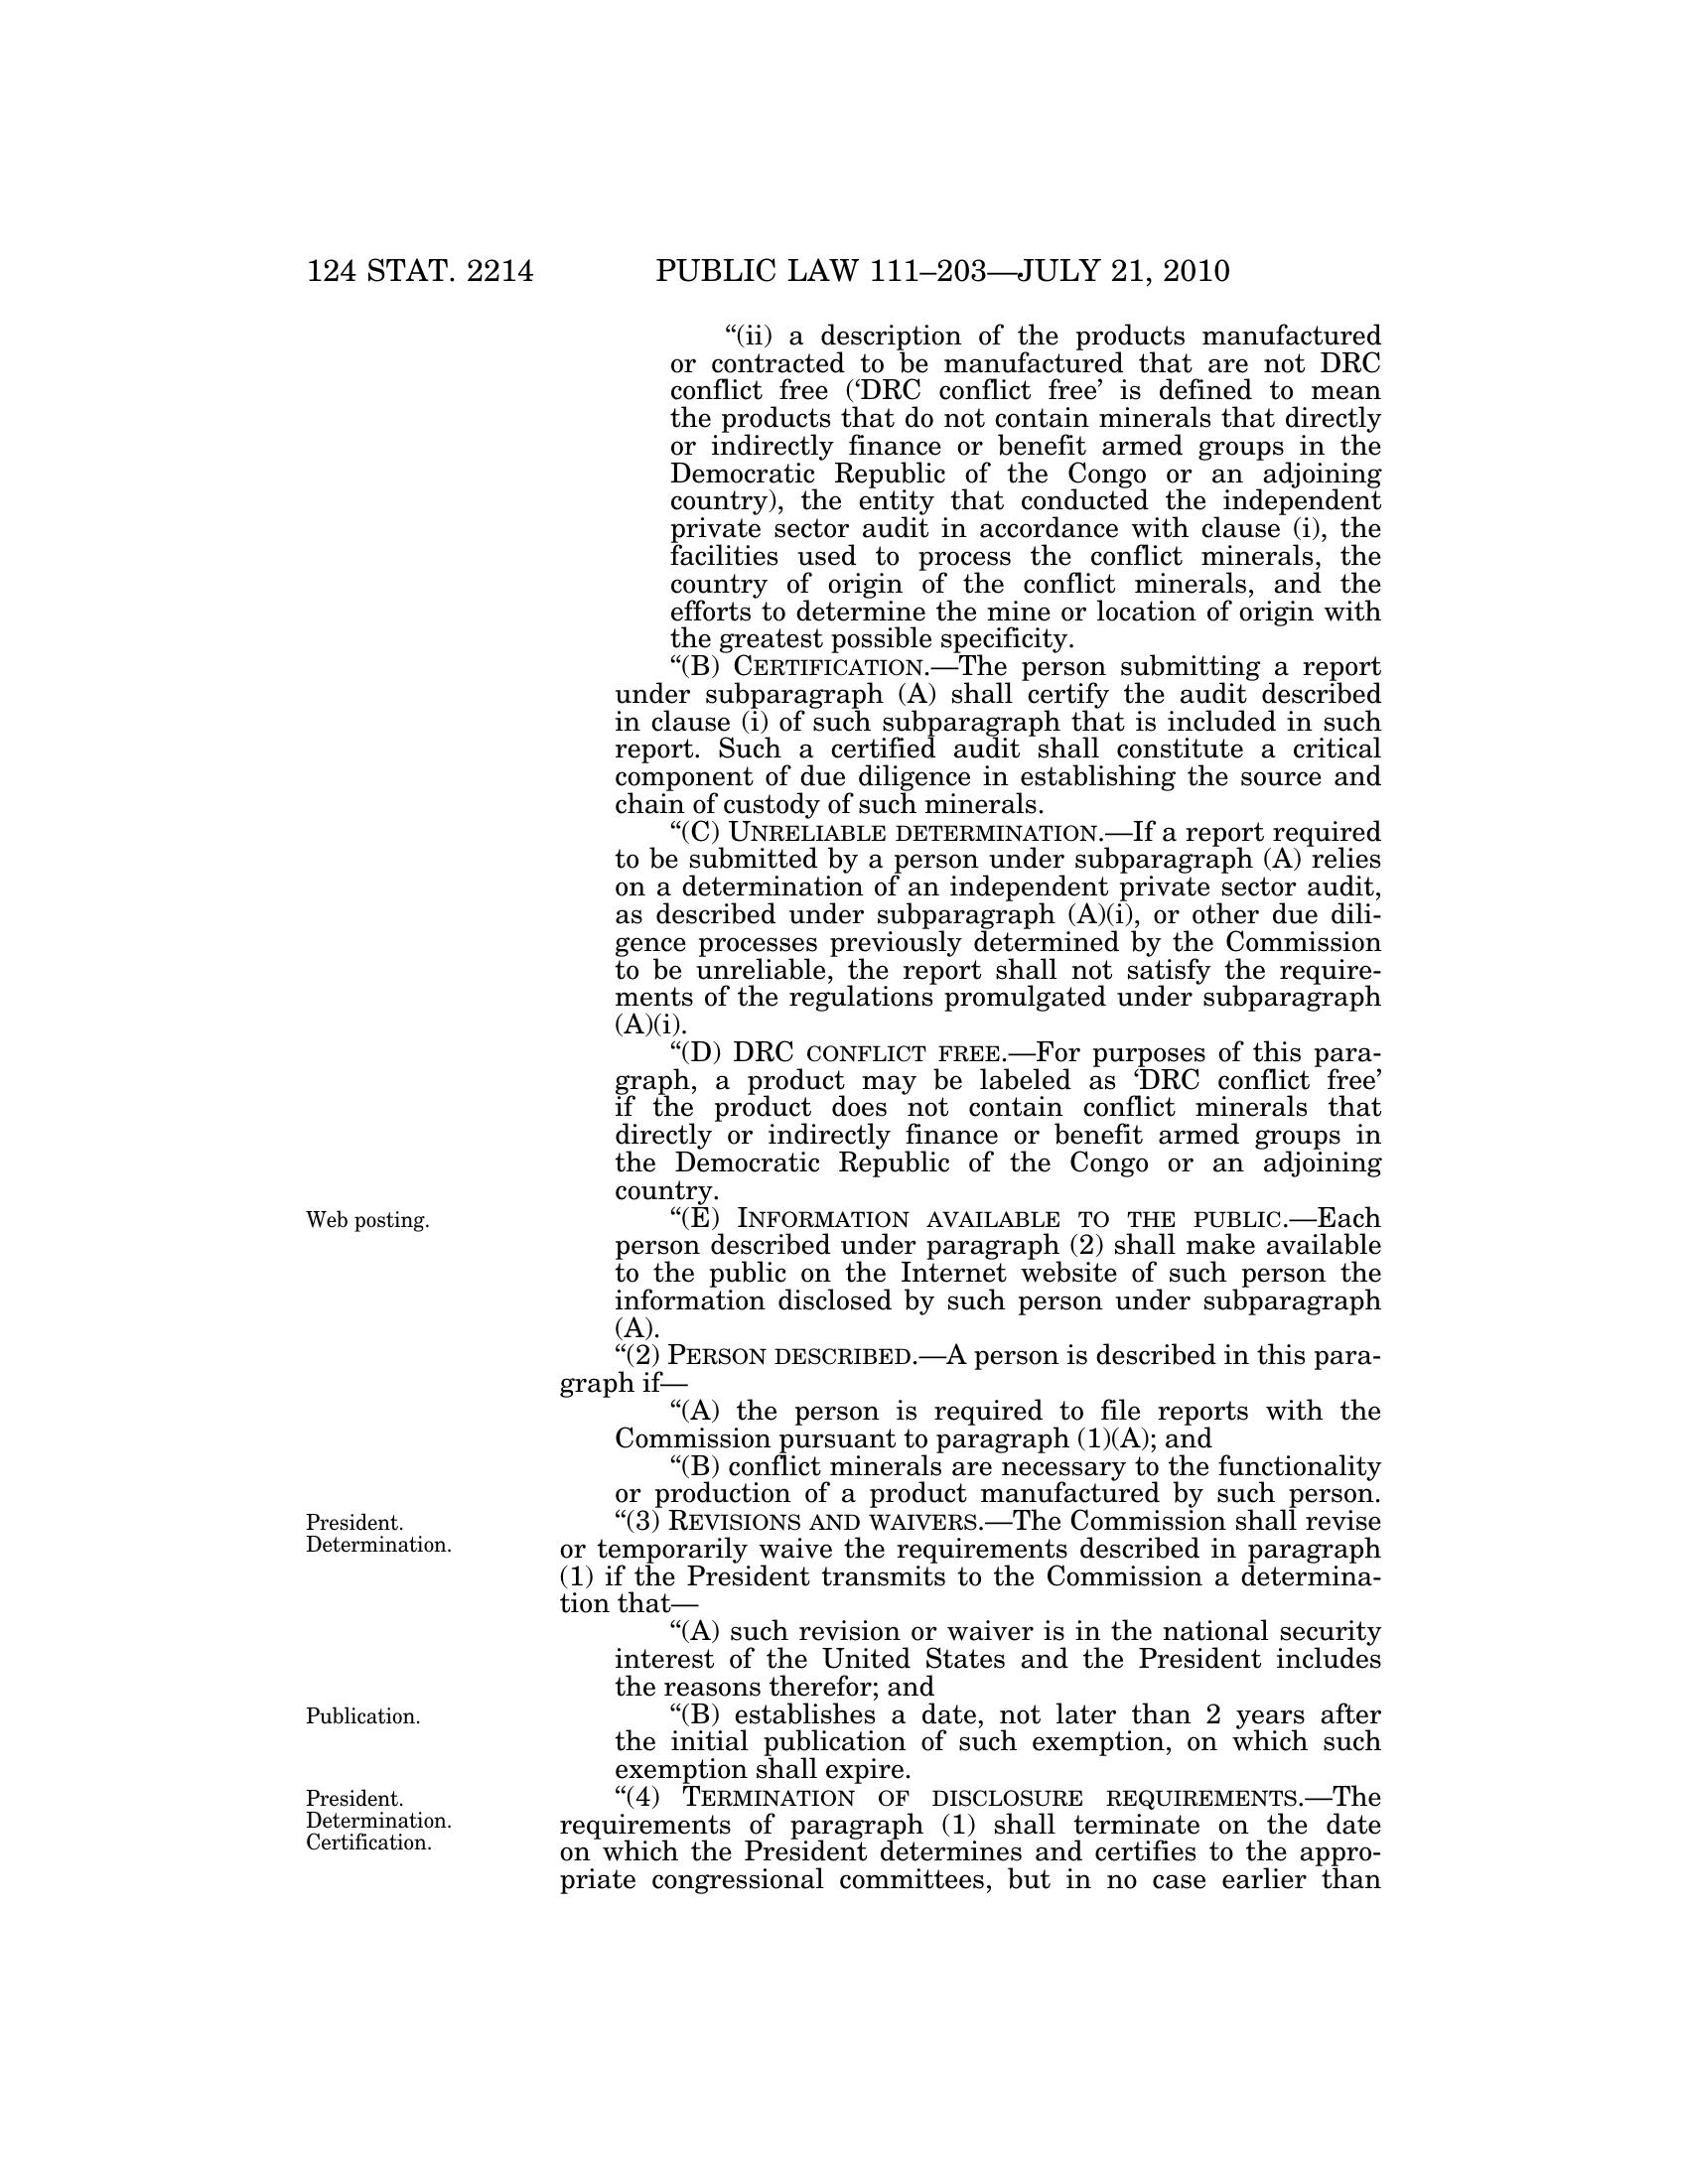 124 STAT. 2214 PUBLIC LAW 111–203—JULY 21, 2010
“(ii) a description of the products manufactured
or contracted to be manufactured that are not DRC
conflict free (‘DRC conflict free’ is defined to mean
the products that do not contain minerals that directly
or indirectly finance or benefit armed groups in the
Democratic Republic of the Congo or an adjoining
country), the entity that conducted the independent
private sector audit in accordance with clause (i), the
facilities used to process the conflict minerals, the
country of origin of the conflict minerals, and the
efforts to determine the mine or location of origin with
the greatest possible specificity.
“(B) CERTIFICATION.—The person submitting a report
under subparagraph (A) shall certify the audit described
in clause (i) of such subparagraph that is included in such
report. Such a certified audit shall constitute a critical
component of due diligence in establishing the source and
chain of custody of such minerals.
“(C) UNRELIABLE DETERMINATION.—If a report required
to be submitted by a person under subparagraph (A) relies
on a determination of an independent private sector audit,
as described under subparagraph (A)(i), or other due dili-
gence processes previously determined by the Commission
to be unreliable, the report shall not satisfy the require-
ments of the regulations promulgated under subparagraph
(A)(i).
“(D) DRC CONFLICT FREE.—For purposes of this para-
graph, a product may be labeled as ‘DRC conflict free’
if the product does not contain conflict minerals that
directly or indirectly finance or benefit armed groups in
the Democratic Republic of the Congo or an adjoining
country.
Web posting.
“(E) INFORMATION AVAILABLE TO THE PUBLIC.—Each
person described under paragraph (2) shall make available
to the public on the Internet website of such person the
information disclosed by such person under subparagraph
(A).
“(2) PERSON DESCRIBED.—A person is described in this para-
graph if—
“(A) the person is required to file reports with the
Commission pursuant to paragraph (1)(A); and
“(B) conflict minerals are necessary to the functionality
or production of a product manufactured by such person.
President.
Determination.
“(3) REVISIONS AND WAIVERS.—The Commission shall revise
or temporarily waive the requirements described in paragraph
(1) if the President transmits to the Commission a determina-
tion that—
“(A) such revision or waiver is in the national security
interest of the United States and the President includes
the reasons therefor; and
Publication.
“(B) establishes a date, not later than 2 years after
the initial publication of such exemption, on which such
exemption shall expire.
President.
Determination.
Certification.
“(4) TERMINATION OF DISCLOSURE REQUIREMENTS.—The
requirements of paragraph (1) shall terminate on the date
on which the President determines and certifies to the appro-
priate congressional committees, but in no case earlier than